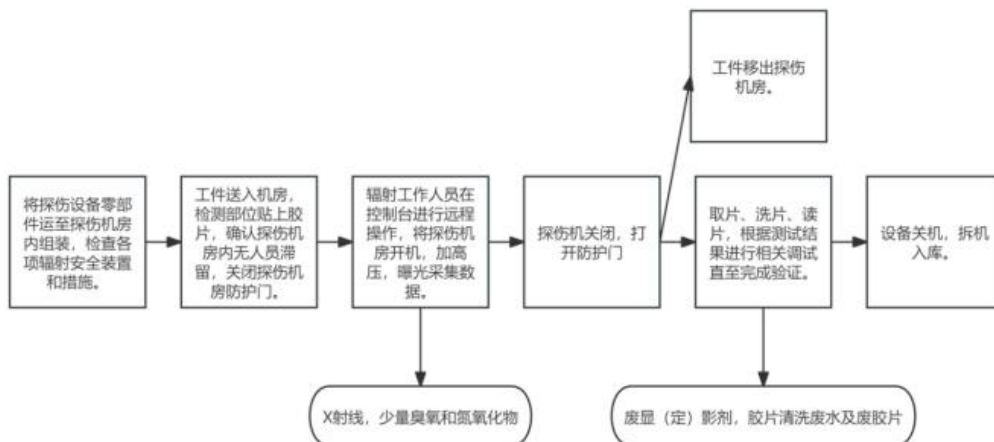 工件移出探伤
机房。
将探伤设备零部
件运至探伤机房
内组装，检查各
项辐射安全装置
和措施。
工件送入机房，
检测部位贴上胶
片，确认探伤机
房内无人员滞
留，关闭探伤机
房防护门。
辐射工作人员在
控制台进行远程
操作，将探伤机
房开机，加高
压，曝光采集数
据。
探伤机关闭，打
开防护门
取片、洗片、读
片，根据测试结
果进行相关调试
直至完成验证。
设备关机，拆机
入库。
X射线，少量臭氧和氮氧化物
废显（定）影剂，胶片清洗废水及废胶片